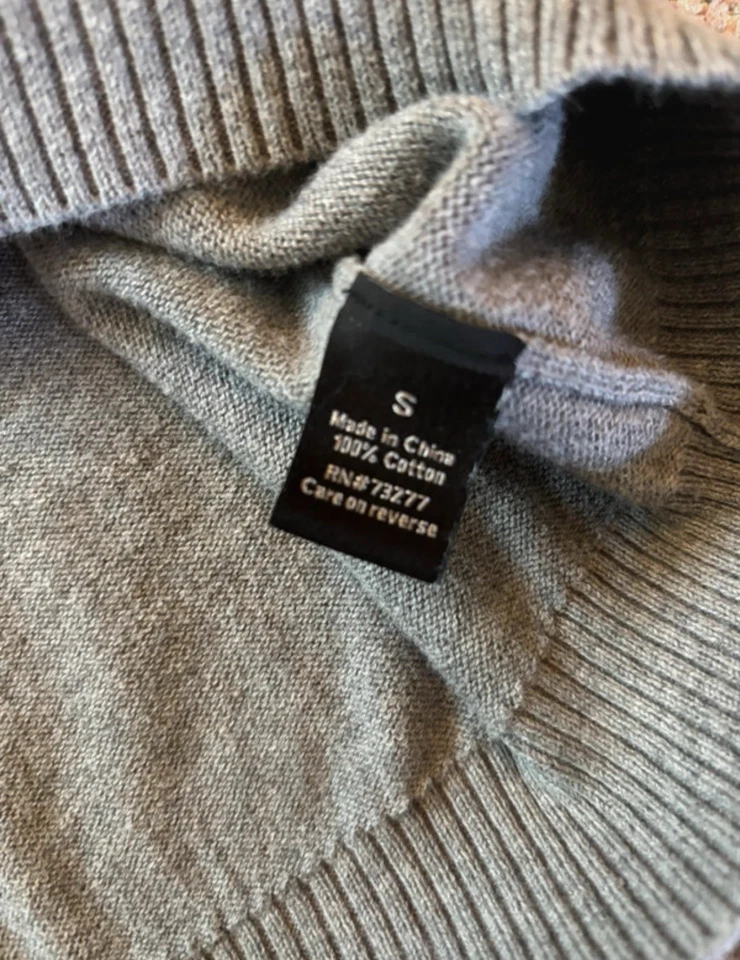 S
Made in China
100% Cotton
RN#73277
Care on reverse